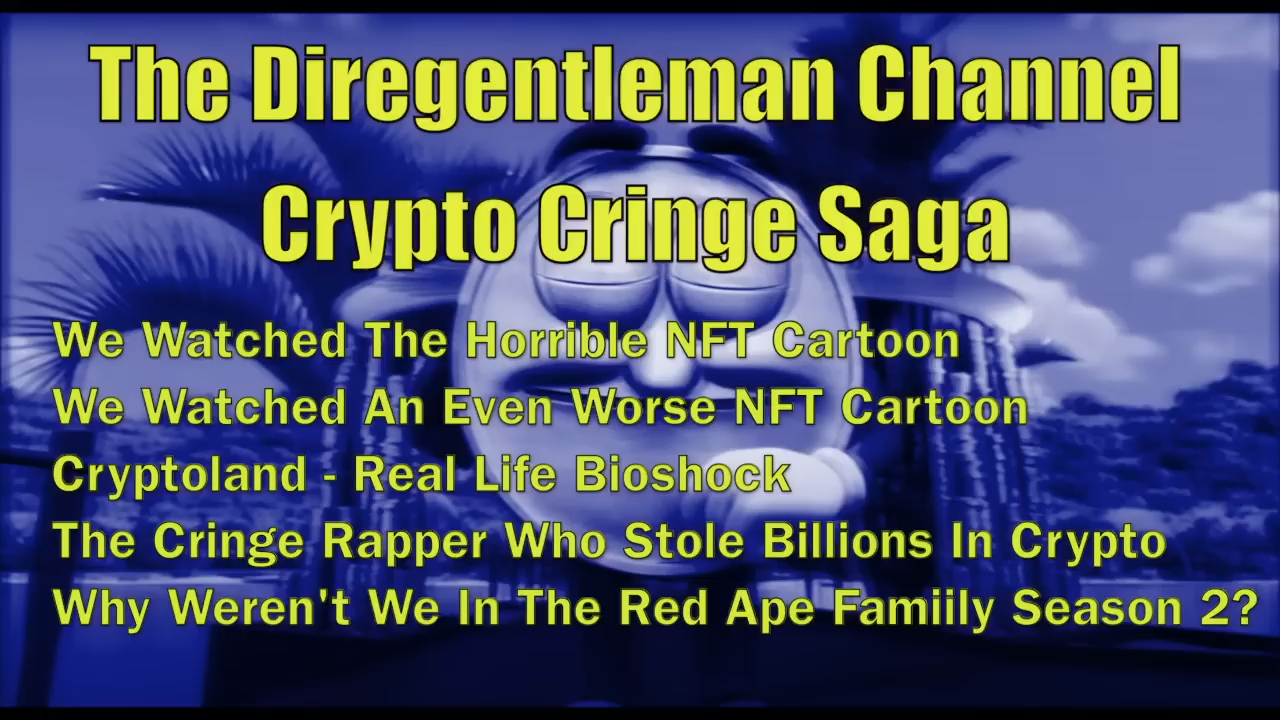 The Diregentleman Channel
Crypto Cringe Saga
We Watched The Horrible NFT Cartoon
We Watched An Even Worse NFT Cartoon
Cryptoland - Real Life Bioshock
The Cringe Rapper Who Stole Billions In Crypto
Why Weren't We In The Red Ape Famiily Season 2?